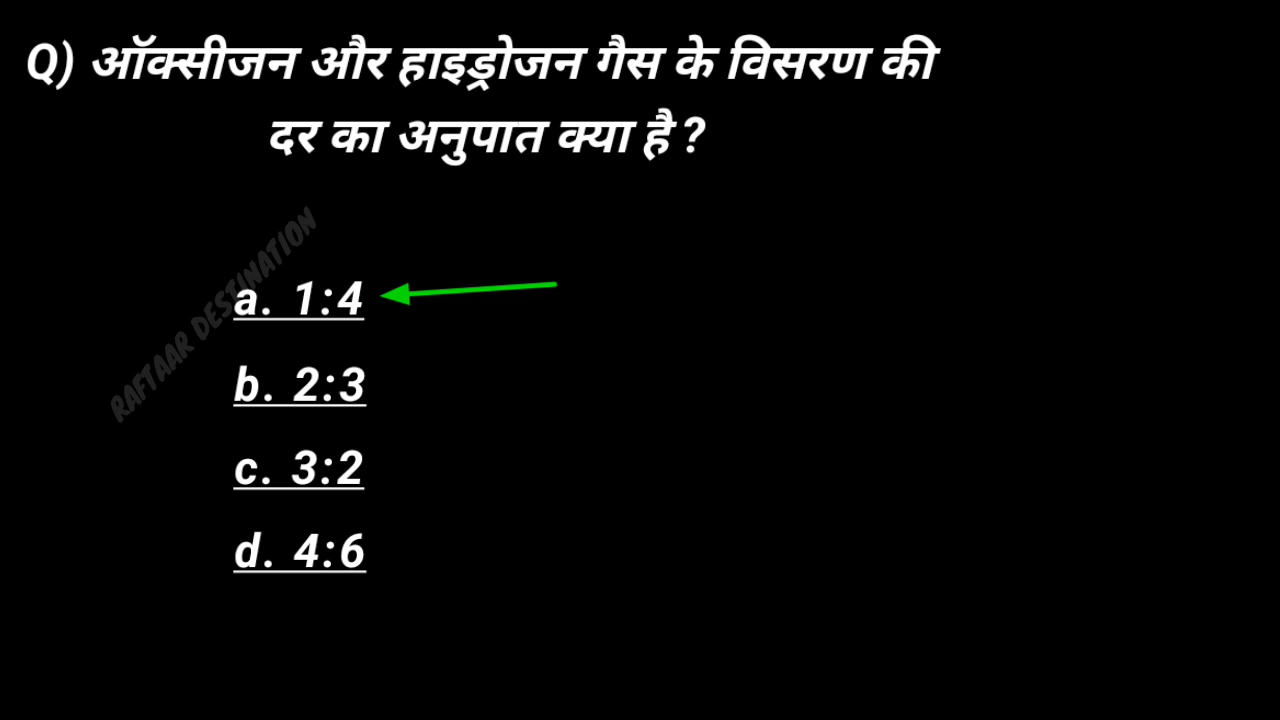 Q) ऑक्सीजन और हाइड्रोजन गैस के विसरण की
दर का अनुपात क्या है ?
RAFTAAR DESTINATION
a. 1:4
b. 2:3
c. 3:2
d. 4:6